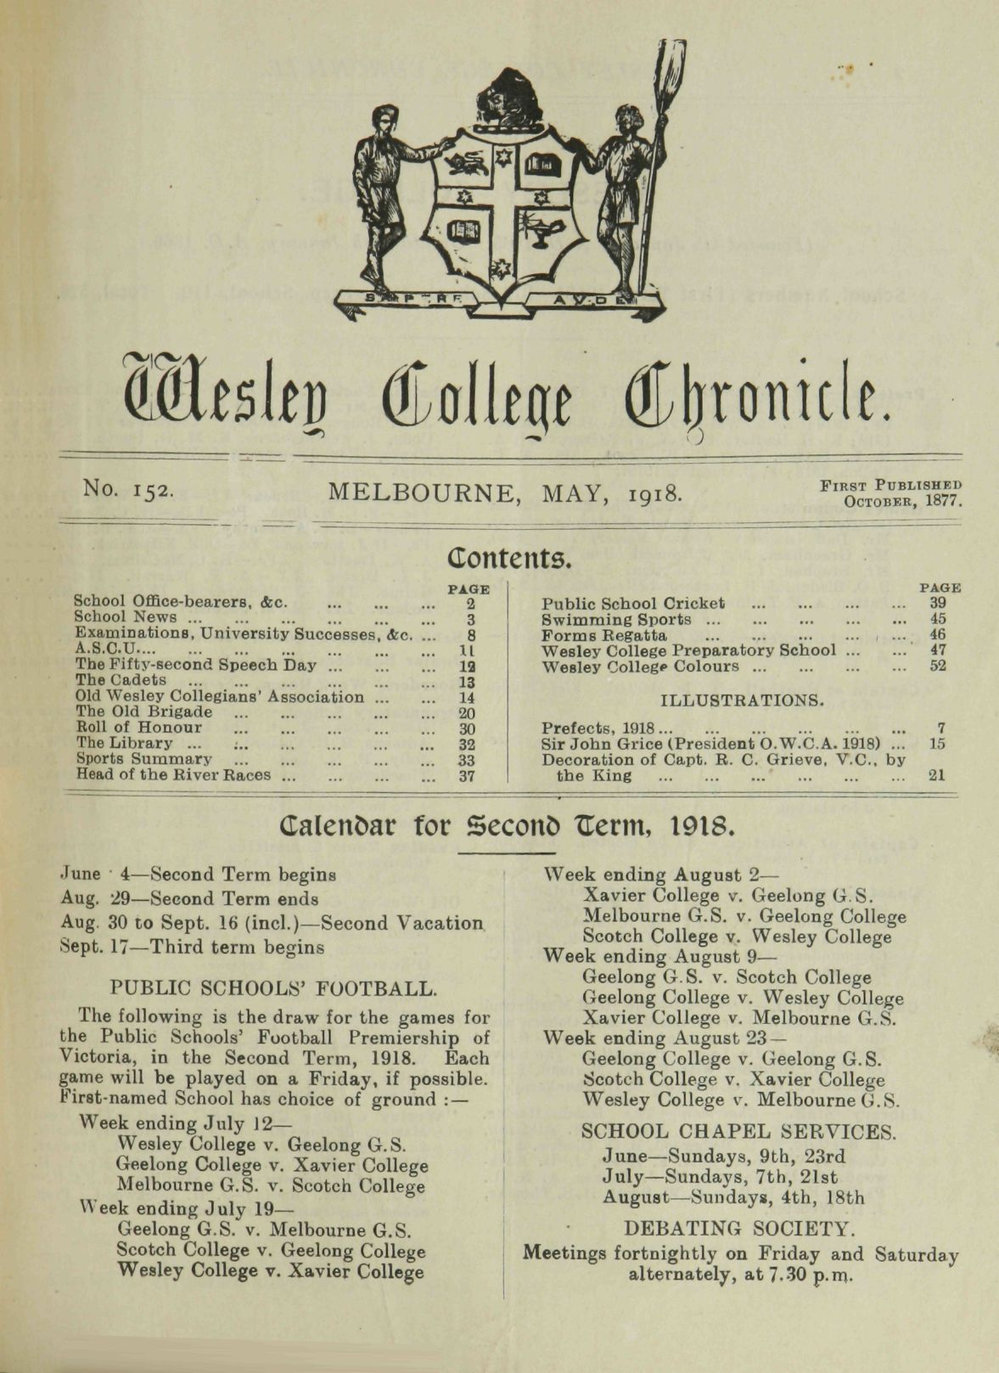 SAPERE AVDE
Wesley College Chronicle.
No. 152.
MELBOURNE, MAY, 1918.
First Published
October, 1877.
Contents.
PAGE
School Office-bearers, &c. ... ... ... 2
School News ... ... ... ... ... ... 3
Examinations, University Successes, &c. ... 8
A.S.C.U.... ... ... ... ... ... ... 11
The Fifty-second Speech Day ... ... ... 12
The Cadets ... ... ... ... ... ... 13
Old Wesley Collegians' Association ... ... 14
The Old Brigade ... ... ... ... ... 20
Roll of Honour ... ... ... ... ... 30
The Library ... ... ... ... ... ... 32
Sports Summary ... ... ... ... ... 33
Head of the River Races ... ... ... ... 37
PAGE
Public School Cricket ... ... ... ... 39
Swimming Sports ... ... ... ... ... 45
Forms Regatta ... ... ... ... ... 46
Wesley College Preparatory School ... ... 47
Wesley College Colours ... ... ... ... 52
ILLUSTRATIONS.
Prefects, 1918 ... ... ... ... ... ... 7
Sir John Grice (President O.W.C.A. 1918) ... 15
Decoration of Capt. R. C. Grieve, V.C., by
the King ... ... ... ... ... ... 21
Calendar for Second Term, 1918.
June 4—Second Term begins
Aug. 29—Second Term ends
Aug. 30 to Sept. 16 (incl.)—Second Vacation
Sept. 17—Third term begins
PUBLIC SCHOOLS' FOOTBALL.
The following is the draw for the games for
the Public Schools' Football Premiership of
Victoria, in the Second Term, 1918. Each
game will be played on a Friday, if possible.
First-named School has choice of ground :—
Week ending July 12—
Wesley College v. Geelong G.S.
Geelong College v. Xavier College
Melbourne G.S. v. Scotch College
Week ending July 19—
Geelong G.S. v. Melbourne G.S.
Scotch College v. Geelong College
Wesley College v. Xavier College
Week ending August 2—
Xavier College v. Geelong G.S.
Melbourne G.S. v. Geelong College
Scotch College v. Wesley College
Week ending August 9—
Geelong G.S. v. Scotch College
Geelong College v. Wesley College
Xavier College v. Melbourne G.S.
Week ending August 23—
Geelong College v. Geelong G.S.
Scotch College v. Xavier College
Wesley College v. Melbourne G.S.
SCHOOL CHAPEL SERVICES.
June—Sundays, 9th, 23rd
July—Sundays, 7th, 21st
August—Sundays, 4th, 18th
DEBATING SOCIETY.
Meetings fortnightly on Friday and Saturday
alternately, at 7.30 p.m.